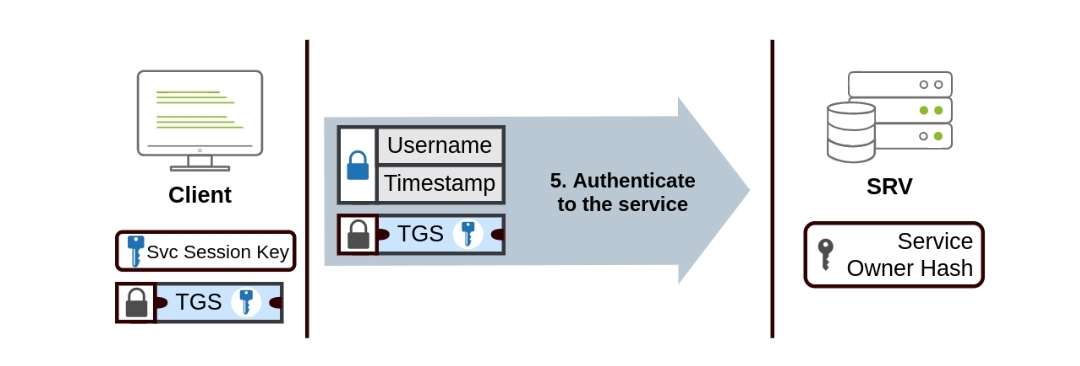 Client
Svc Session Key
TGS
Username
Timestamp
TGS
5. Authenticate
to the service
SRV
Service
Owner Hash